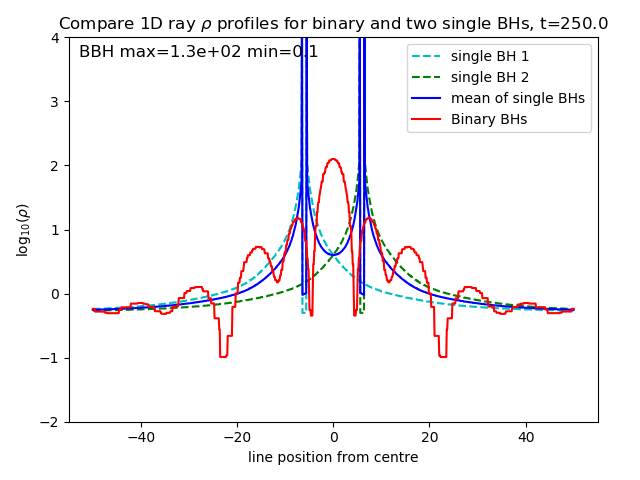 Compare 1D ray ρ profiles for binary and two single BHs, t=250.0
BBH max=1.3e+02 min=0.1
single BH 1
single BH 2
mean of single BHs
Binary BHs
4
3
2
1
0
−1
−2
log₁₀(ρ)
−40 −20 0 20 40
line position from centre